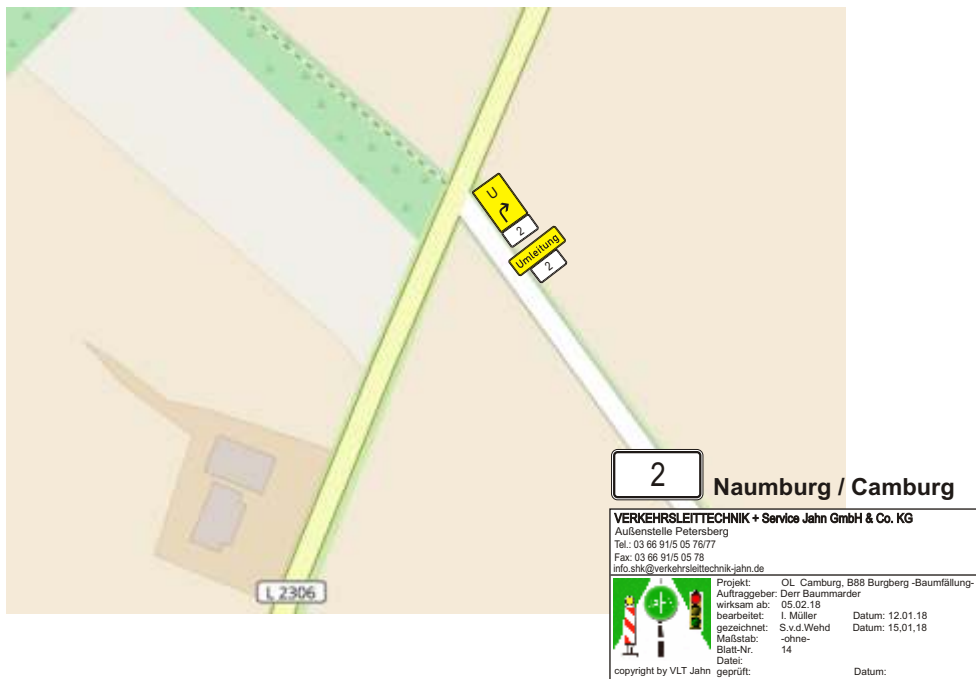 U
2
Umleitung
2
L 2306
2 Naumburg / Camburg
VERKEHRSLEITTECHNIK + Service Jahn GmbH & Co. KG
Außenstelle Petersberg
Tel.: 03 66 91/5 05 76/77
Fax: 03 66 91/5 05 78
info.shk@verkehrsleittechnik-jahn.de
Projekt: OL Camburg, B88 Burgberg -Baumfällung-
Auftraggeber: Derr Baummarder
wirksam ab: 05.02.18
bearbeitet: I. Müller Datum: 12.01.18
gezeichnet: S.v.d.Wehd Datum: 15,01,18
Maßstab: -ohne-
Blatt-Nr. 14
Datei:
copyright by VLT Jahn geprüft: Datum: